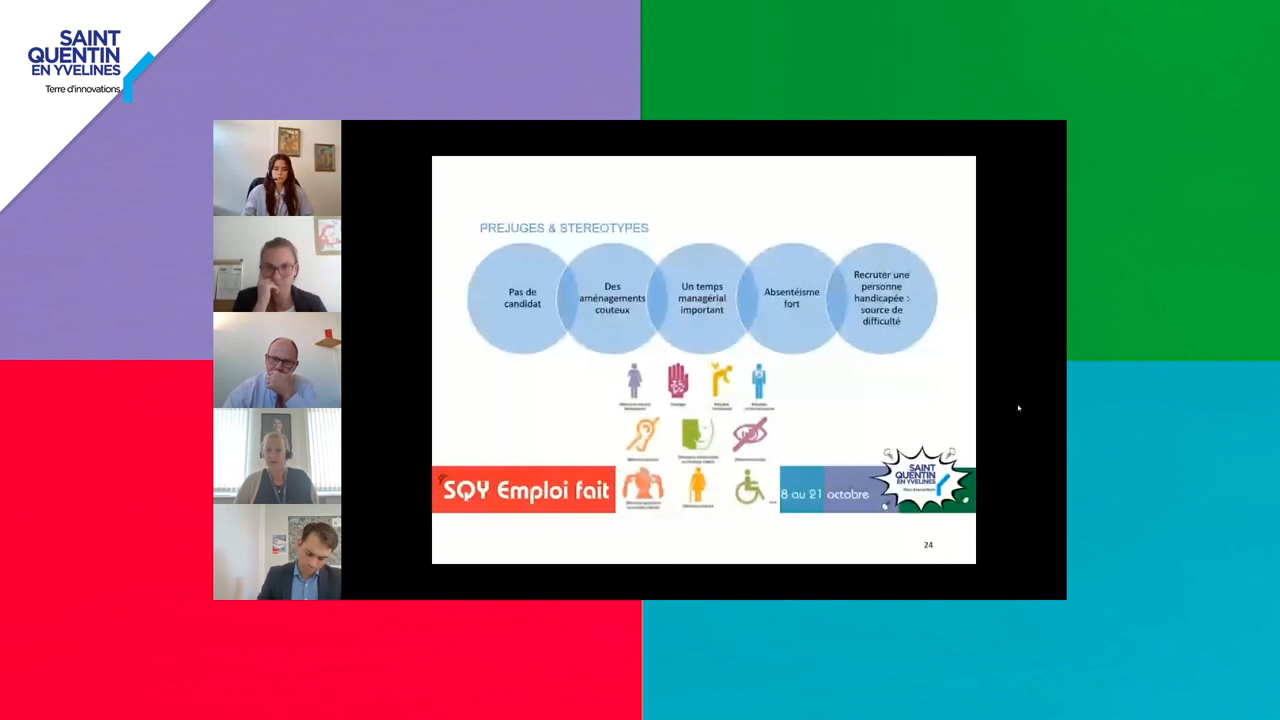 SAINT
QUENTIN
EN YVELINES
Terre d'innovations
PREJUGES & STEREOTYPES
Pas de
candidat
Des
aménagements
couteux
Un temps
managérial
important
Absentéisme
fort
Recruter une
personne
handicapée :
source de
difficulté
SQY Emploi fait
8 au 21 octobre
SAINT
QUENTIN
EN YVELINES
Terre d'innovations
24